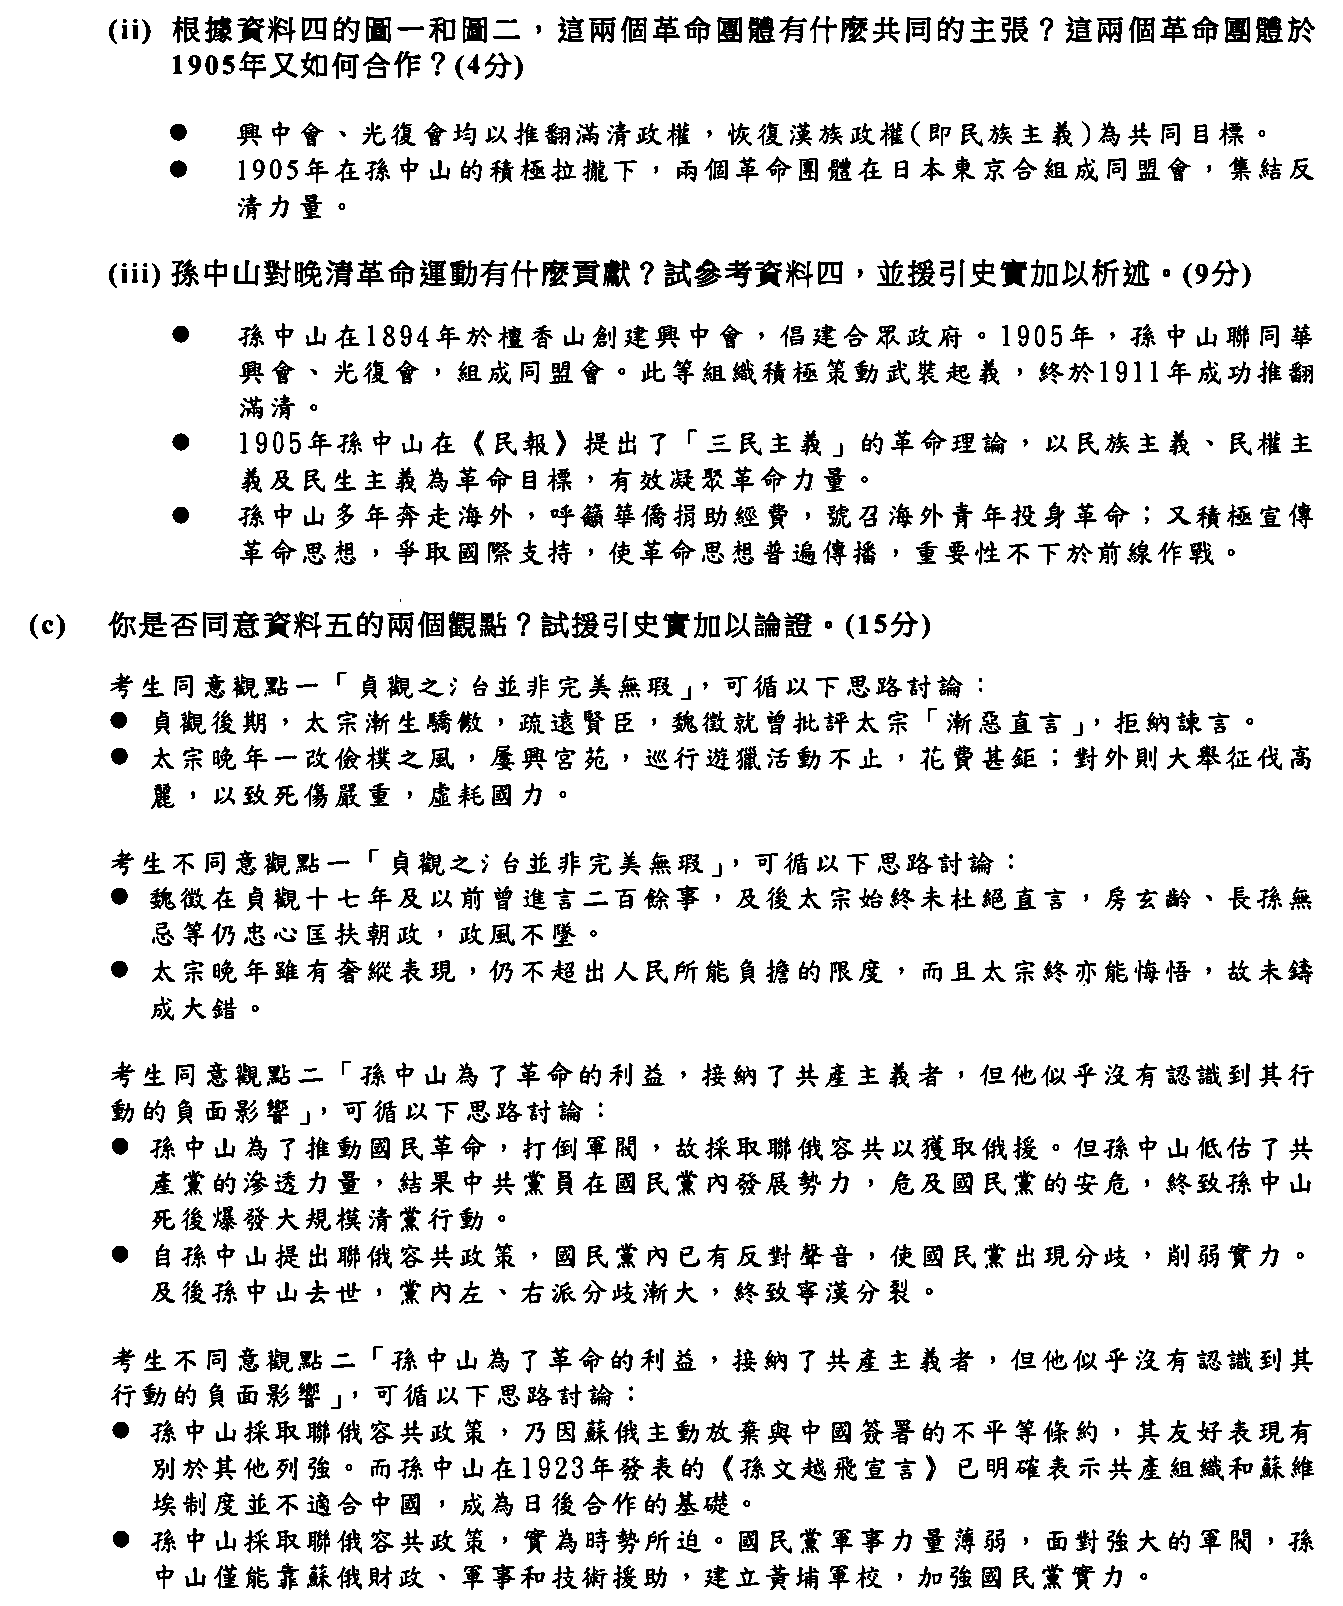 (ii) 根據資料四的圖一和圖二，這兩個革命團體有什麼共同的主張？這兩個革命團體於
1905年又如何合作？(4分)
● 興中會、光復會均以推翻滿清政權，恢復漢族政權(即民族主義)為共同目標。
● 1905年在孫中山的積極拉攏下，兩個革命團體在日本東京合組成同盟會，集結反
清力量。
(iii) 孫中山對晚清革命運動有什麼貢獻？試參考資料四，並援引史實加以析述。(9分)
● 孫中山在1894年於檀香山創建興中會，倡建合眾政府。1905年，孫中山聯同華
興會、光復會，組成同盟會。此等組織積極策動武裝起義，終於1911年成功推翻
滿清。
● 1905年孫中山在《民報》提出了「三民主義」的革命理論，以民族主義、民權主
義及民生主義為革命目標，有效凝聚革命力量。
● 孫中山多年奔走海外，呼籲華僑捐助經費，號召海外青年投身革命；又積極宣傳
革命思想，爭取國際支持，使革命思想普遍傳播，重要性不下於前線作戰。
(c) 你是否同意資料五的兩個觀點？試援引史實加以論證。(15分)
考生同意觀點一「貞觀之治並非完美無瑕」，可循以下思路討論：
● 貞觀後期，太宗漸生驕傲，疏遠賢臣，魏徵就曾批評太宗「漸惡直言」，拒納諫言。
● 太宗晚年一改儉樸之風，屢興宮苑，巡行遊獵活動不止，花費甚鉅；對外則大舉征伐高
麗，以致死傷嚴重，虛耗國力。
考生不同意觀點一「貞觀之治並非完美無瑕」，可循以下思路討論：
● 魏徵在貞觀十七年及以前曾進言二百餘事，及後太宗始終未杜絕直言，房玄齡、長孫無
忌等仍忠心匡扶朝政，政風不墜。
● 太宗晚年雖有奢縱表現，仍不超出人民所能負擔的限度，而且太宗終亦能悔悟，故未鑄
成大錯。
考生同意觀點二「孫中山為了革命的利益，接納了共產主義者，但他似乎沒有認識到其行
動的負面影響」，可循以下思路討論：
● 孫中山為了推動國民革命，打倒軍閥，故採取聯俄容共以獲取俄援。但孫中山低估了共
產黨的滲透力量，結果中共黨員在國民黨內發展勢力，危及國民黨的安危，終致孫中山
死後爆發大規模清黨行動。
● 自孫中山提出聯俄容共政策，國民黨內已有反對聲音，使國民黨出現分歧，削弱實力。
及後孫中山去世，黨內左、右派分歧漸大，終致寧漢分裂。
考生不同意觀點二「孫中山為了革命的利益，接納了共產主義者，但他似乎沒有認識到其
行動的負面影響」，可循以下思路討論：
● 孫中山採取聯俄容共政策，乃因蘇俄主動放棄與中國簽署的不平等條約，其友好表現有
別於其他列強。而孫中山在1923年發表的《孫文越飛宣言》已明確表示共產組織和蘇維
埃制度並不適合中國，成為日後合作的基礎。
● 孫中山採取聯俄容共政策，實為時勢所迫。國民黨軍事力量薄弱，面對強大的軍閥，孫
中山僅能靠蘇俄財政、軍事和技術援助，建立黃埔軍校，加強國民黨實力。